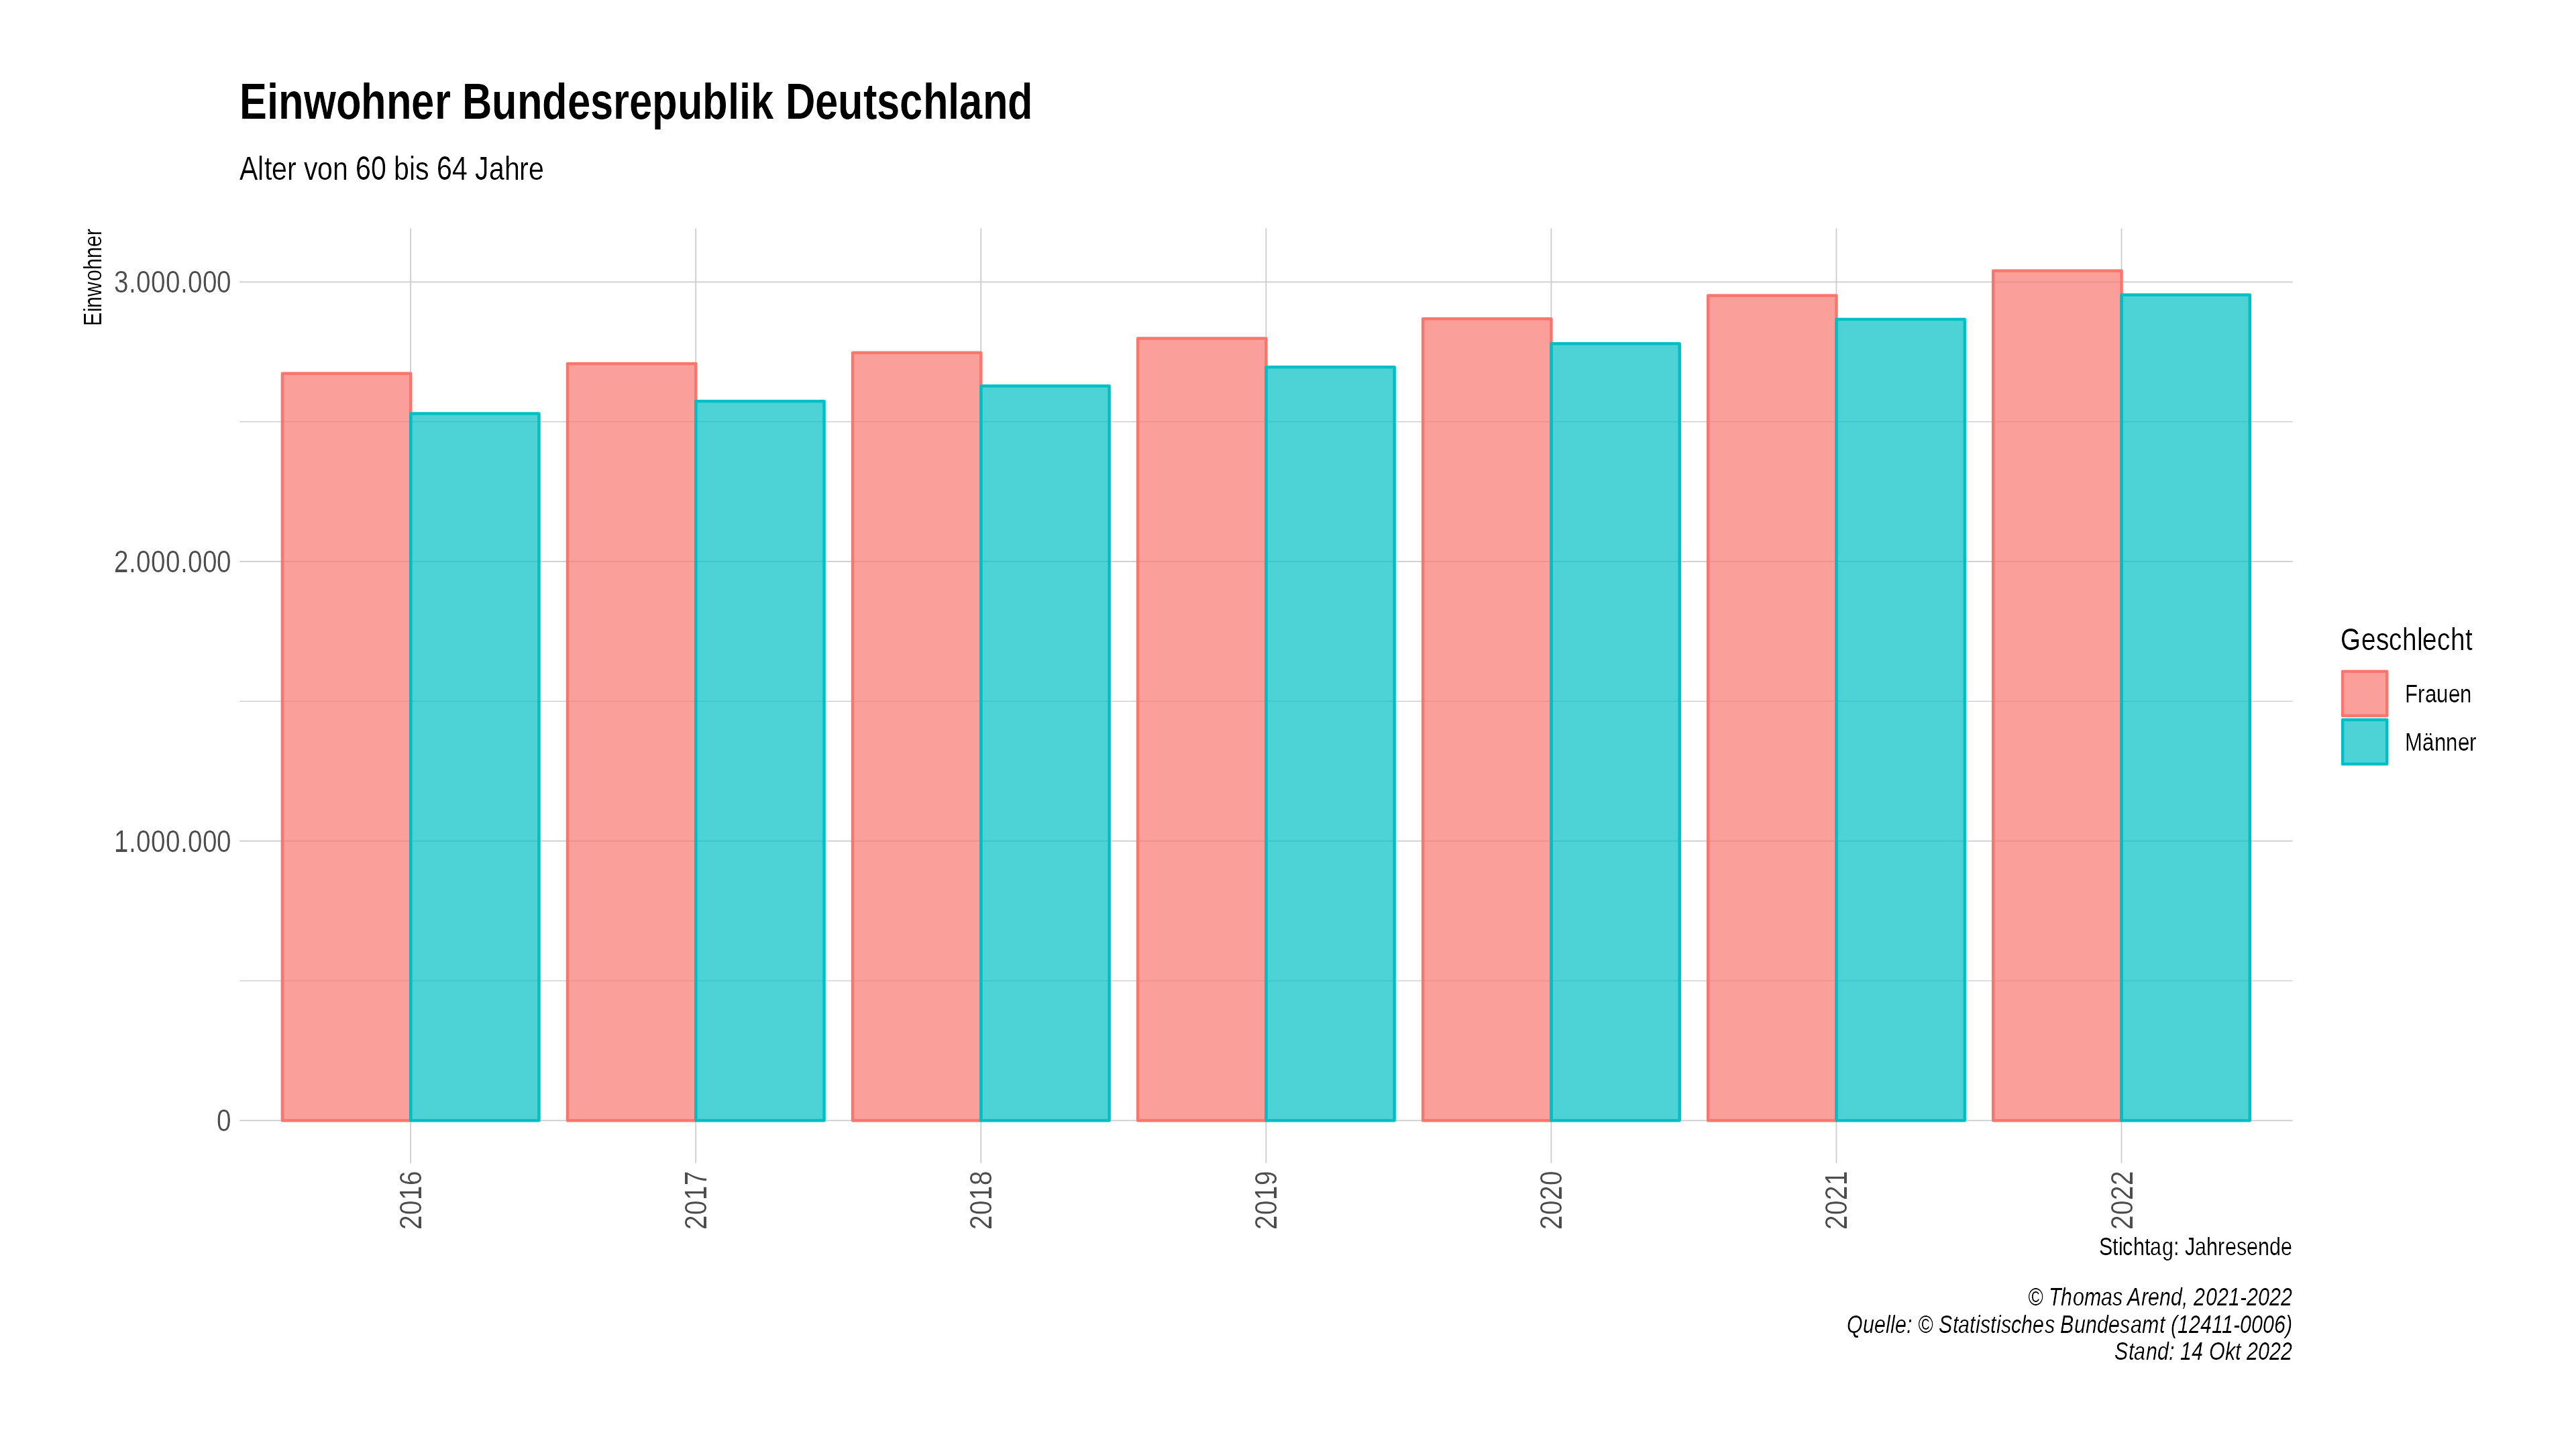 Einwohner Bundesrepublik Deutschland
Alter von 60 bis 64 Jahre
Einwohner
3.000.000
2.000.000
1.000.000
0
2016
2017
2018
2019
2020
2021
2022
Geschlecht
Frauen
Männer
Stichtag: Jahresende
© Thomas Arend, 2021-2022
Quelle: © Statistisches Bundesamt (12411-0006)
Stand: 14 Okt 2022